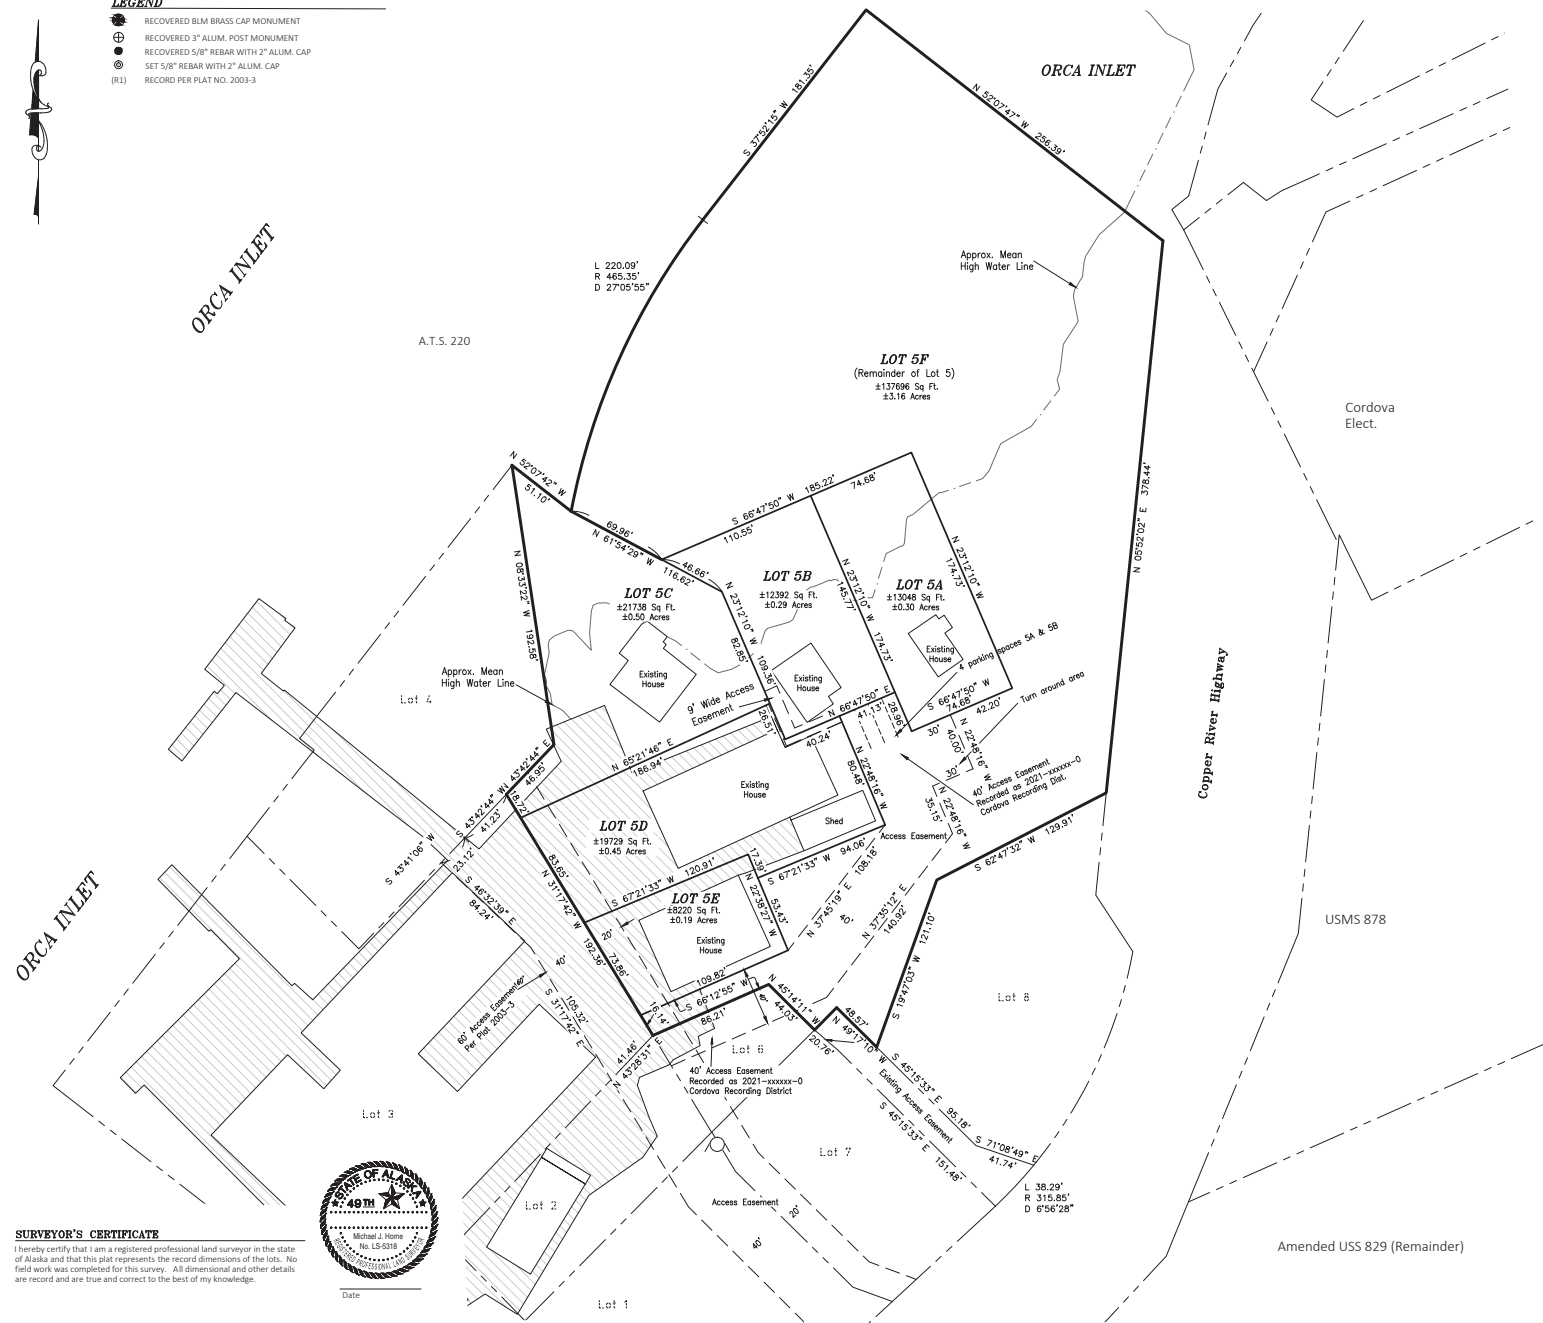 LEGEND
RECOVERED BLM BRASS CAP MONUMENT
RECOVERED 3" ALUM. POST MONUMENT
RECOVERED 5/8" REBAR WITH 2" ALUM. CAP
SET 5/8" REBAR WITH 2" ALUM. CAP
(R1) RECORD PER PLAT NO. 2003-3
ORCA INLET
N 52°07'47" W 256.39'
S 37°52'15" W 181.35'
ORCA INLET
L 220.09'
R 465.35'
D 27°05'55"
Approx. Mean
High Water Line
A.T.S. 220
LOT 5F
(Remainder of Lot 5)
±137696 Sq Ft.
±3.16 Acres
Cordova
Elect.
N 05°52'02" E 378.44'
N 52°07'42" W
51.10'
69.96'
N 61°54'29" W
116.62'
46.66'
S 66°47'50" W 185.22'
110.55'
74.68'
N 23°12'10" W
174.73'
N 23°12'10" W
145.77'
174.73'
N 23°12'10" W
82.85'
109.36'
26.51'
N 08°33'22" W 192.58'
LOT 5C
±21738 Sq Ft.
±0.50 Acres
Existing
House
LOT 5B
±12392 Sq Ft.
±0.29 Acres
Existing
House
LOT 5A
±13048 Sq Ft.
±0.30 Acres
Existing
House
4 parking spaces 5A & 5B
Turn around area
S 66°47'50" W
74.68'
42.20'
30'
N 66°47'50" E
41.13'
28.96'
40.24'
9' Wide Access
Easement
Approx. Mean
High Water Line
Lot 4
N 65°21'46" E
186.94'
N 22°48'16" W
80.48'
N 22°48'16" W
40.00'
30'
N 22°48'16" W
35.15'
40' Access Easement
Recorded as 2021-xxxxxx-0
Cordova Recording Dist.
Copper River Highway
S 43°42'44" W
N 43°42'44" E
46.95'
41.23'
18.72'
S 43°41'06" W
23.12'
S 46°32'39" E
84.24'
Existing
House
Shed
LOT 5D
±19729 Sq Ft.
±0.45 Acres
Access Easement
S 62°47'32" W 129.91'
83.65'
N 31°17'42" W
192.36'
73.86'
S 67°21'33" W 120.91'
17.39'
S 67°21'33" W 94.06'
N 22°38'27" W
53.43'
LOT 5E
±8220 Sq Ft.
±0.19 Acres
Existing
House
20'
N 37°45'19" E 108.18'
40'
N 37°35'12" E
140.92'
S 19°47'03" W 121.10'
ORCA INLET
USMS 878
60' Access Easement
Per Plat 2003-3
60'
40'
105.32'
S 31°17'42" E
109.82'
S 66°12'55" W
86.21'
16.14'
40'
41.46'
N 43°28'31" E
N 45°14'11" W
44.03'
48.57'
N 49°17'10" W
20.76'
Lot 8
Lot 6
40' Access Easement
Recorded as 2021-xxxxxx-0
Cordova Recording District
Existing Access Easement
S 45°15'33" E 95.18'
S 45°15'33" E 151.48'
S 71°08'49" E
41.74'
L 38.29'
R 315.85'
D 6°56'28"
Lot 3
Lot 7
Lot 2
Access Easement
20'
40'
Lot 1
Amended USS 829 (Remainder)
SURVEYOR'S CERTIFICATE
I hereby certify that I am a registered professional land surveyor in the state
of Alaska and that this plat represents the record dimensions of the lots. No
field work was completed for this survey. All dimensional and other details
are record and are true and correct to the best of my knowledge.
STATE OF ALASKA
49TH
Michael J. Horne
No. LS-5318
REGISTERED PROFESSIONAL LAND SURVEYOR
Date